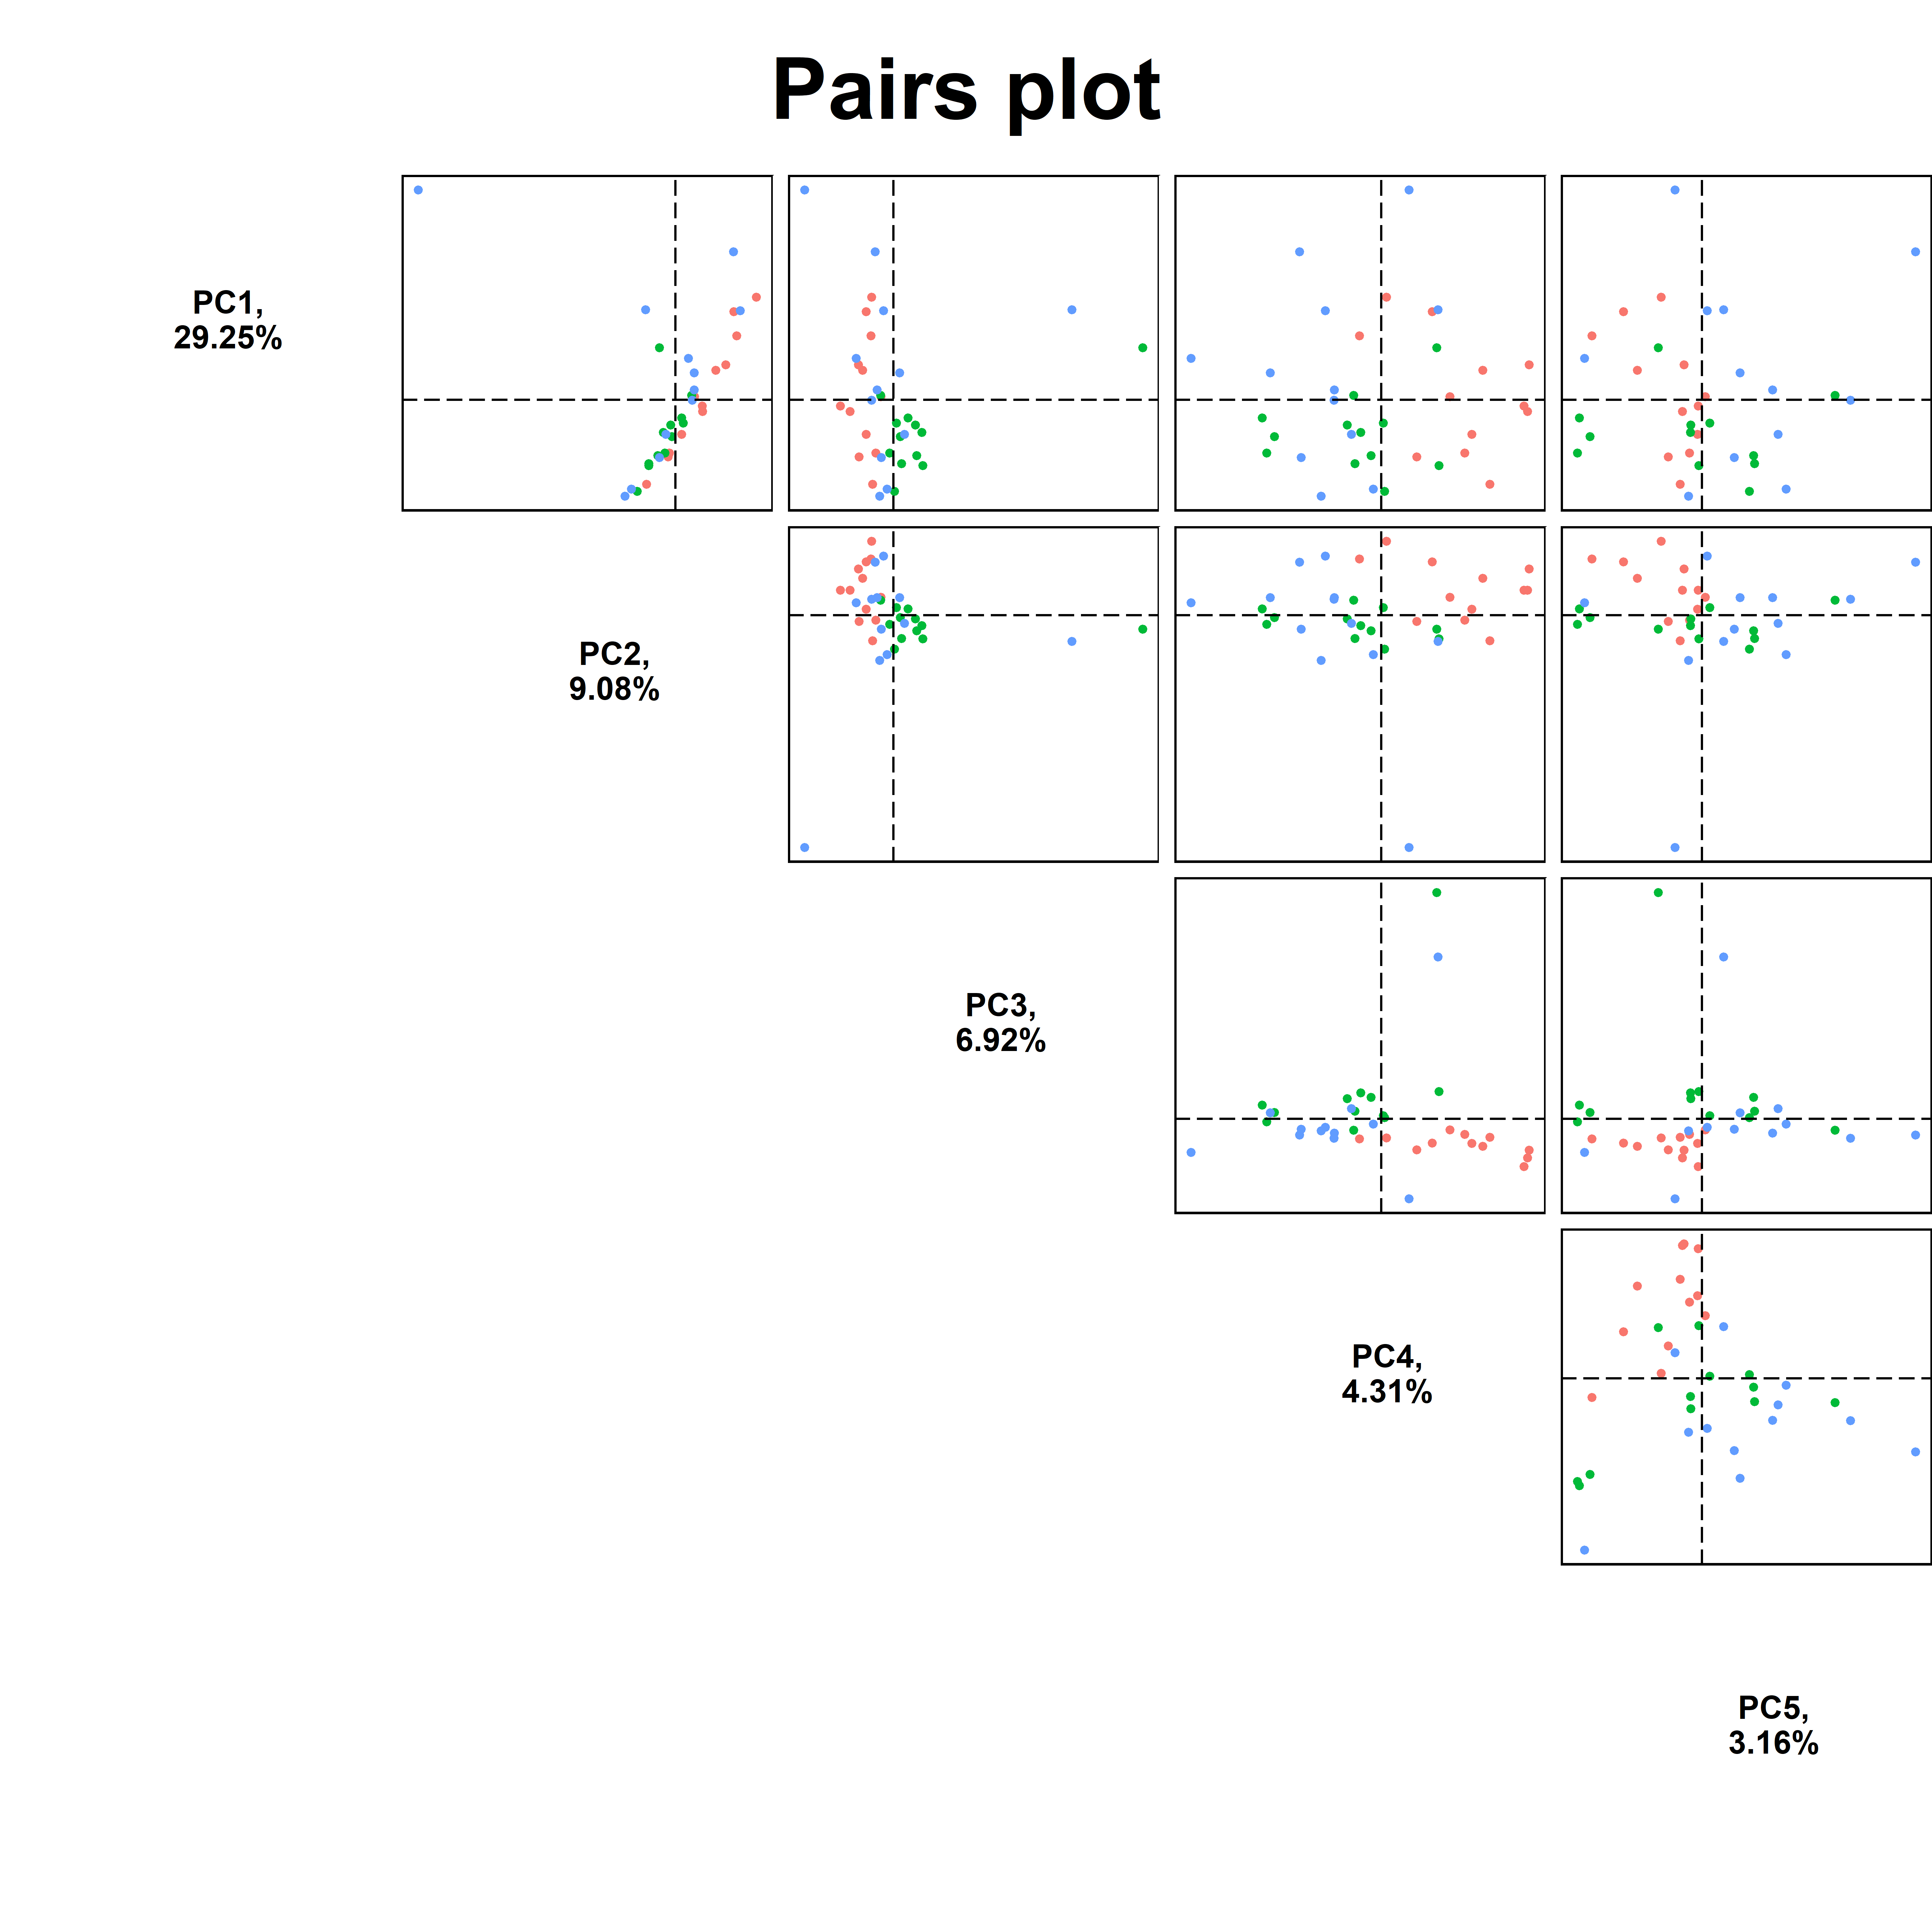 Pairs plot
PC1,
29.25%
PC2,
9.08%
PC3,
6.92%
PC4,
4.31%
PC5,
3.16%